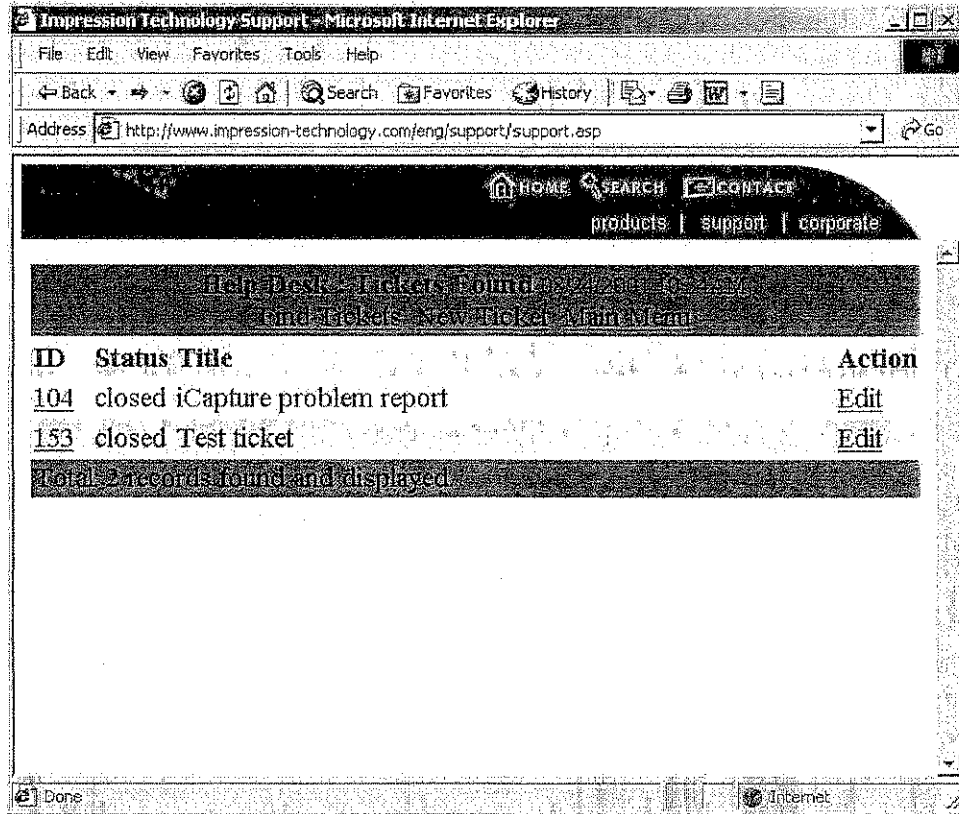 Impression Technology Support - Microsoft Internet Explorer
File Edit View Favorites Tools Help
Back Search Favorites History
Address http://www.impression-technology.com/eng/support/support.asp Go
HOME SEARCH CONTACT
products | support | corporate
Help Desk - Tickets Found
Find Tickets New Ticket Main Menu
ID Status Title Action
104 closed iCapture problem report Edit
153 closed Test ticket Edit
Total 2 records found and displayed.
Done Internet